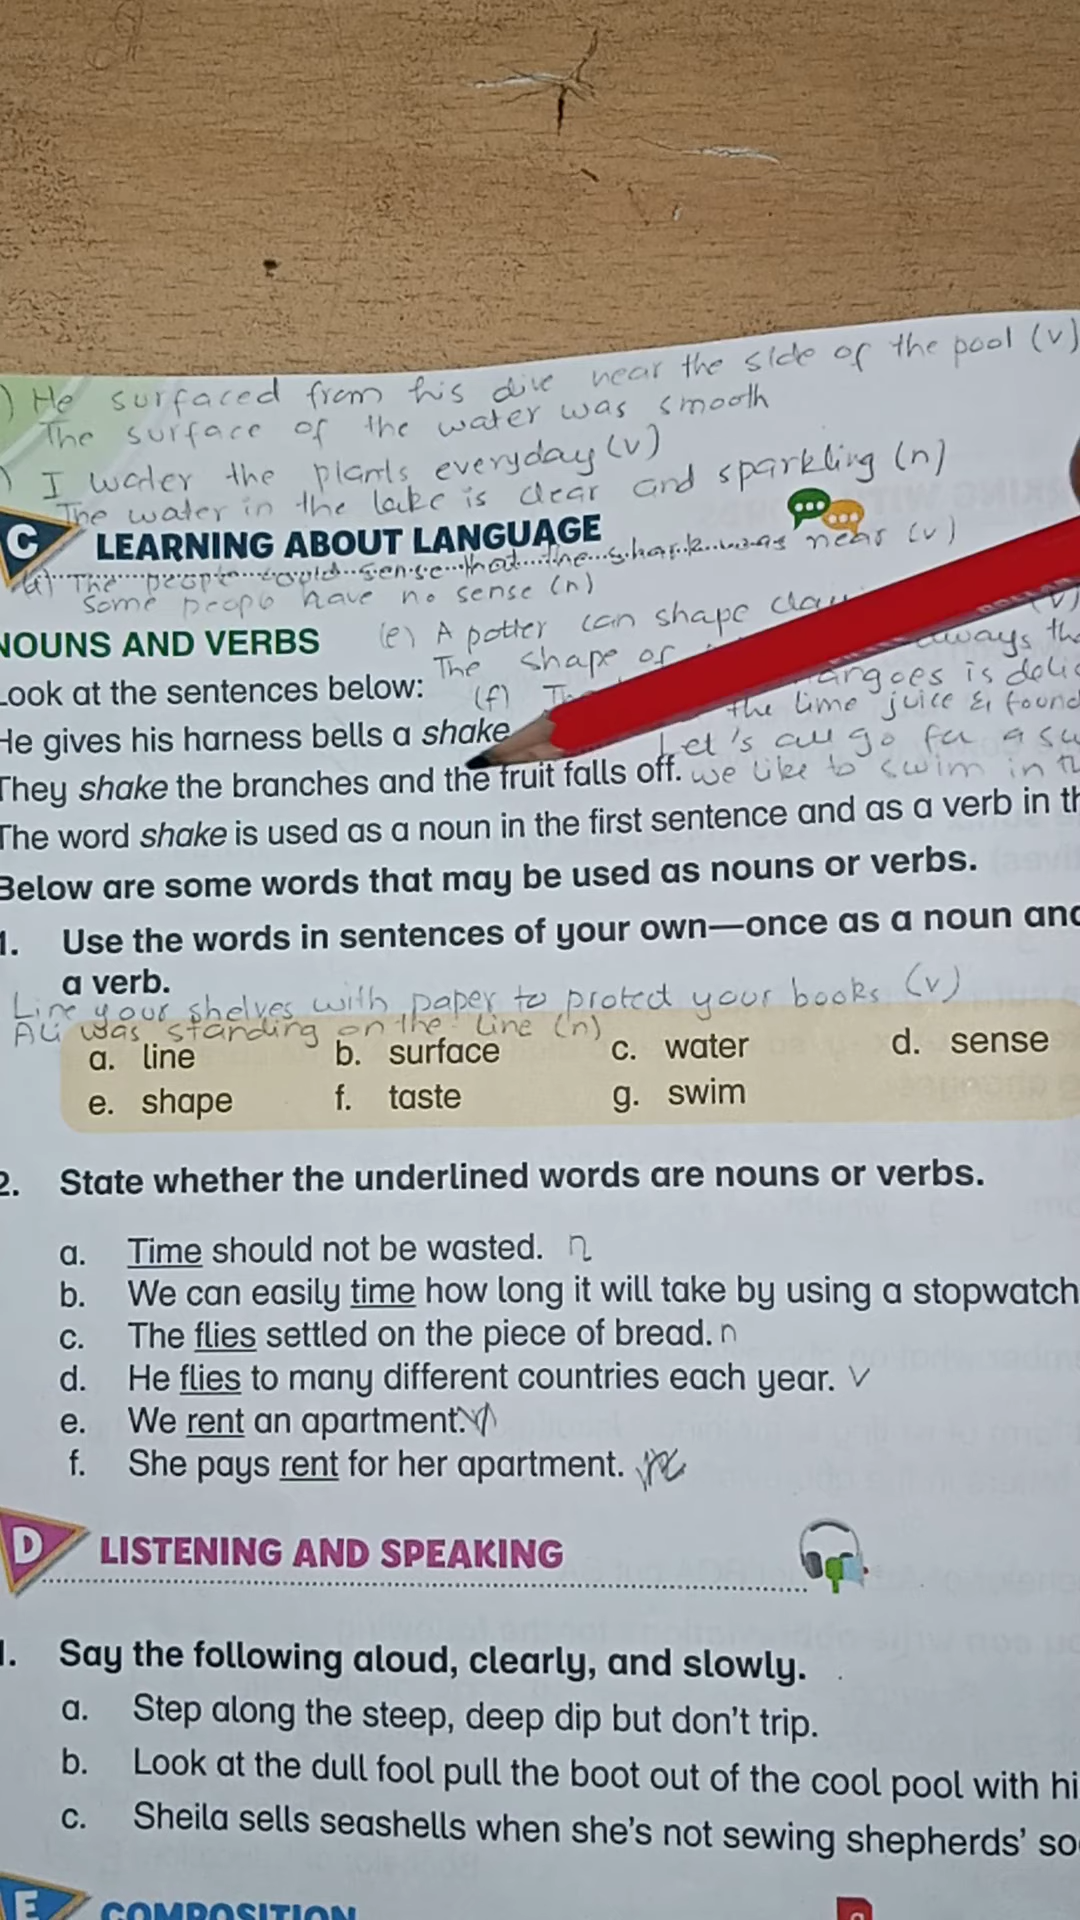 He surfaced from his dive near the side of the pool (v)
The surface of the water was smooth
I water the plants everyday (v)
The water in the lake is clear and sparkling (n)
C LEARNING ABOUT LANGUAGE
(d) The people could sense that the shark was near (v)
Some people have no sense (n)
NOUNS AND VERBS
(e) A potter can shape
The shape of
always
Look at the sentences below:
(f)
mangoes is
the lime juice & found
He gives his harness bells a shake
Let's all go for a
They shake the branches and the fruit falls off.
we like to swim in
The word shake is used as a noun in the first sentence and as a verb in
Below are some words that may be used as nouns or verbs.
1. Use the words in sentences of your own—once as a noun
a verb.
Line your shelves with paper to protect your books (v)
Ali was standing on the line (n)
a. line b. surface c. water d. sense
e. shape f. taste g. swim
2. State whether the underlined words are nouns or verbs.
a. Time should not be wasted. n
b. We can easily time how long it will take by using a stopwatch
c. The flies settled on the piece of bread. n
d. He flies to many different countries each year. v
e. We rent an apartment.
f. She pays rent for her apartment.
D LISTENING AND SPEAKING
1. Say the following aloud, clearly, and slowly.
a. Step along the steep, deep dip but don't trip.
b. Look at the dull fool pull the boot out of the cool pool with
c. Sheila sells seashells when she's not sewing shepherds'
E COMPOSITION